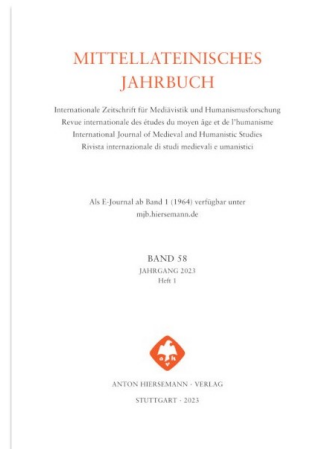 MITTELLATEINISCHES
JAHRBUCH
Internationale Zeitschrift für Mediävistik und Humanismusforschung
Revue internationale des études du moyen âge et de l'humanisme
International Journal of Medieval and Humanistic Studies
Rivista internazionale di studi medievali e umanistici
Als E-Journal ab Band 1 (1964) verfügbar unter
mjb.hiersemann.de
BAND 58
JAHRGANG 2023
Heft 1
ANTON HIERSEMANN · VERLAG
STUTTGART · 2023